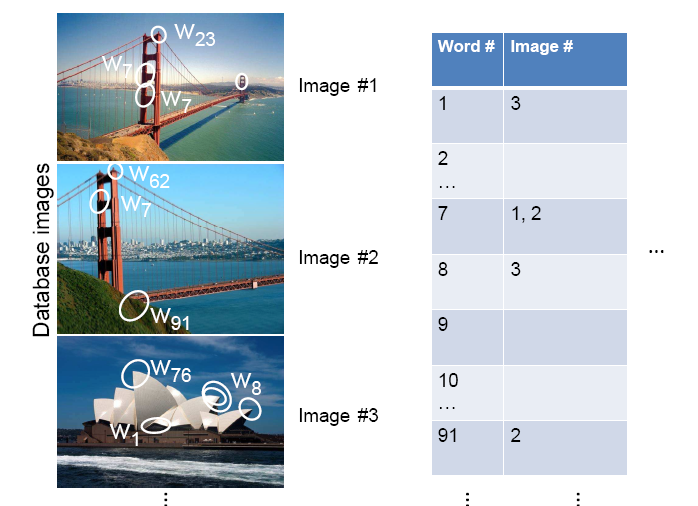 Database images
W23
W7
W7
Image #1
W62
W7
W91
Image #2
W76
W8
W1
Image #3
⋮
Word # Image #
1 3
2
…
7 1, 2
8 3
9
10
…
91 2
⋮ ⋮
...